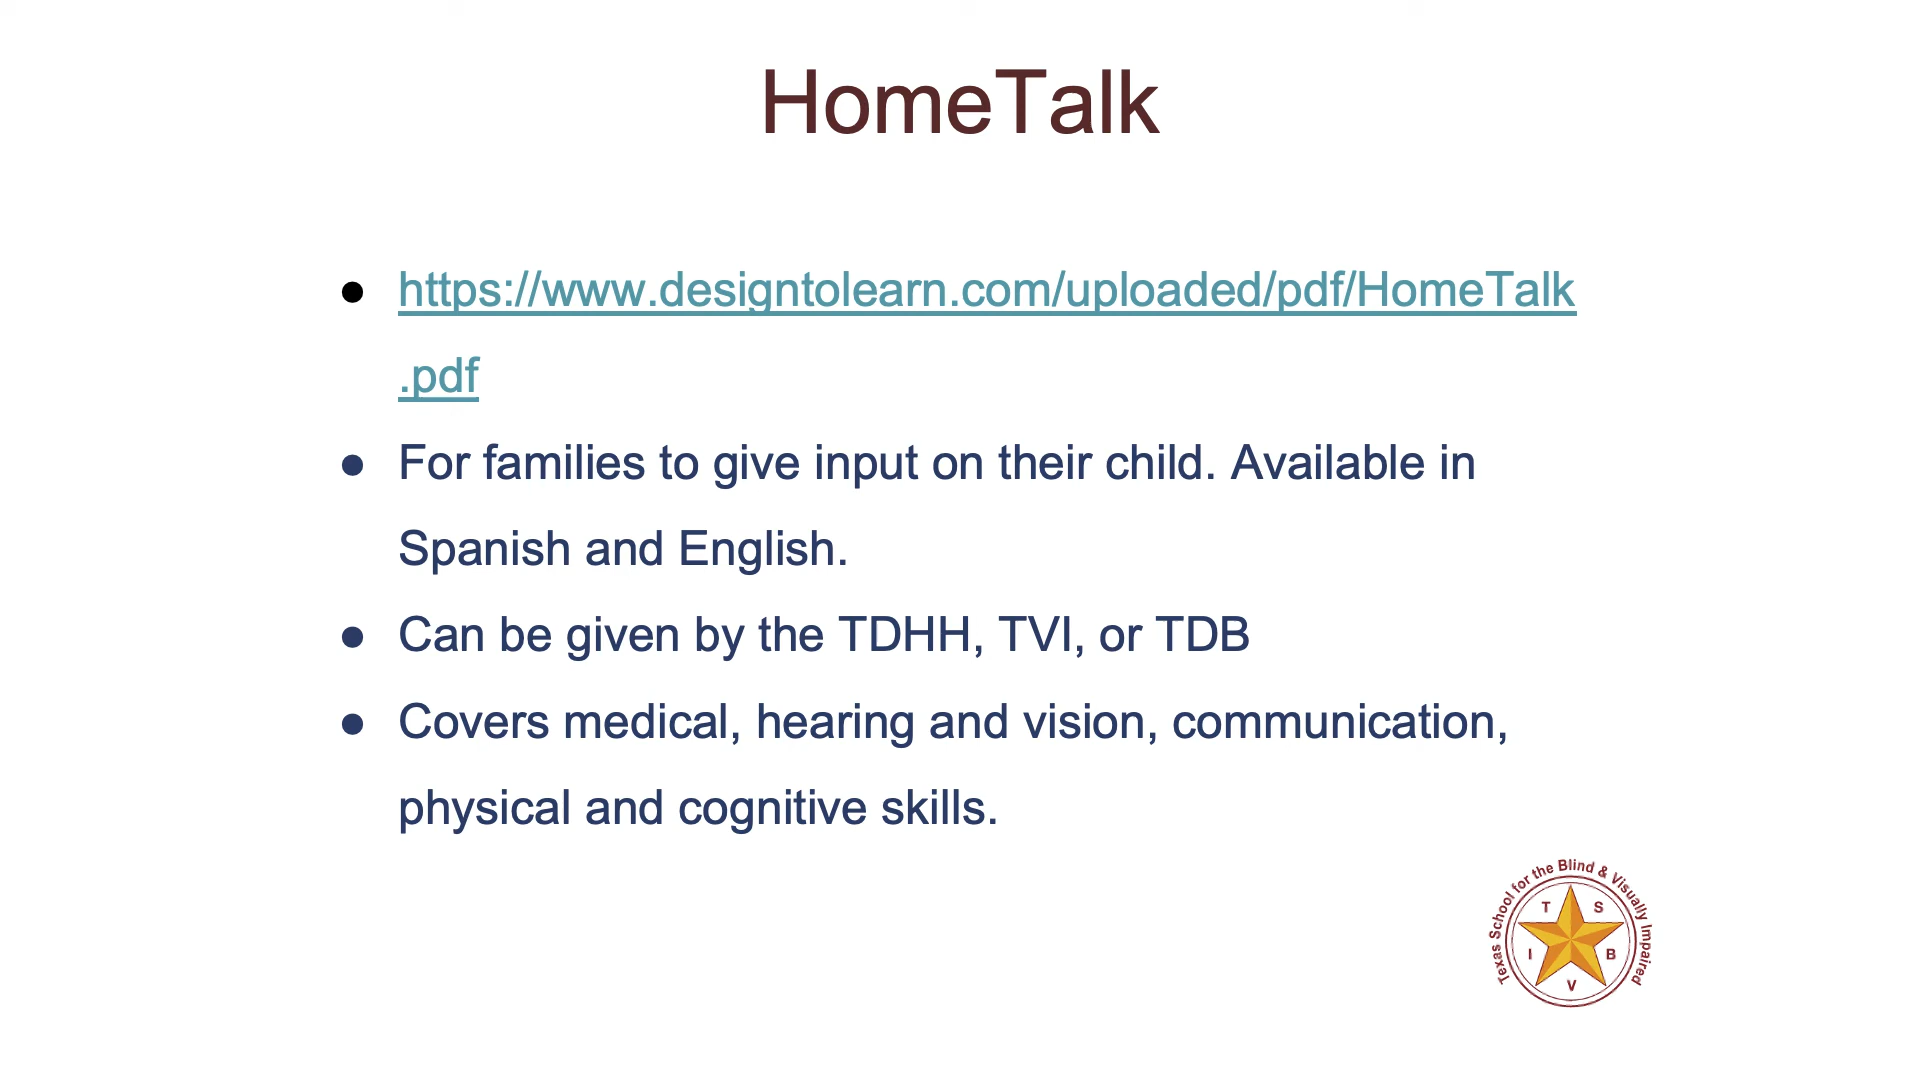 HomeTalk
● https://www.designtolearn.com/uploaded/pdf/HomeTalk
.pdf
● For families to give input on their child. Available in
Spanish and English.
● Can be given by the TDHH, TVI, or TDB
● Covers medical, hearing and vision, communication,
physical and cognitive skills.
Texas School for the Blind & Visually Impaired
T S
I B
V